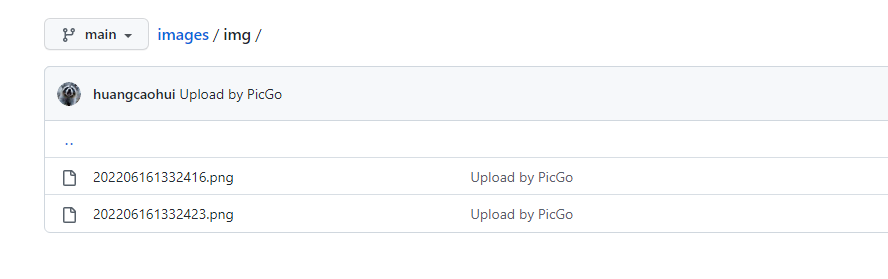 main images / img /
huangcaohui Upload by PicGo
..
202206161332416.png Upload by PicGo
202206161332423.png Upload by PicGo